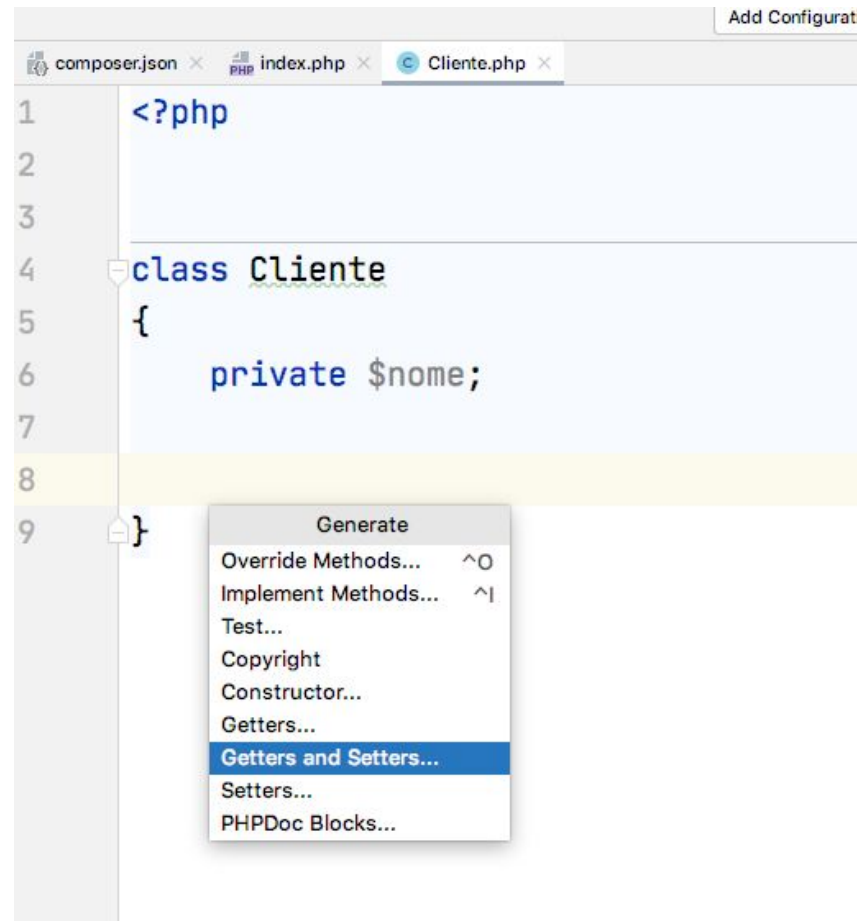 Add Configurat
composer.json index.php Cliente.php
1 <?php
2
3
4 class Cliente
5 {
6 private $nome;
7
8
9 }
Generate
Override Methods... ^O
Implement Methods... ^I
Test...
Copyright
Constructor...
Getters...
Getters and Setters...
Setters...
PHPDoc Blocks...